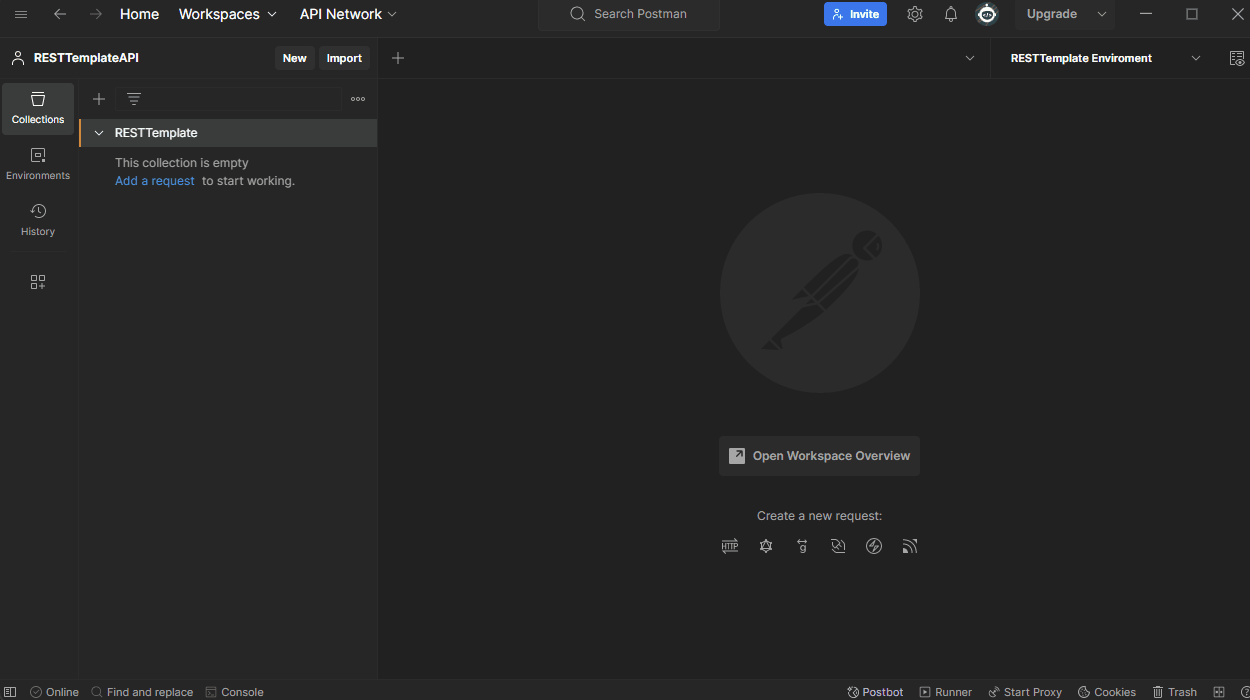 Home Workspaces API Network Search Postman Invite Upgrade
RESTTemplateAPI New Import RESTTemplate Enviroment
Collections
RESTTemplate
This collection is empty
Add a request to start working.
Environments
History
Open Workspace Overview
Create a new request:
HTTP g
Online Find and replace Console Postbot Runner Start Proxy Cookies Trash